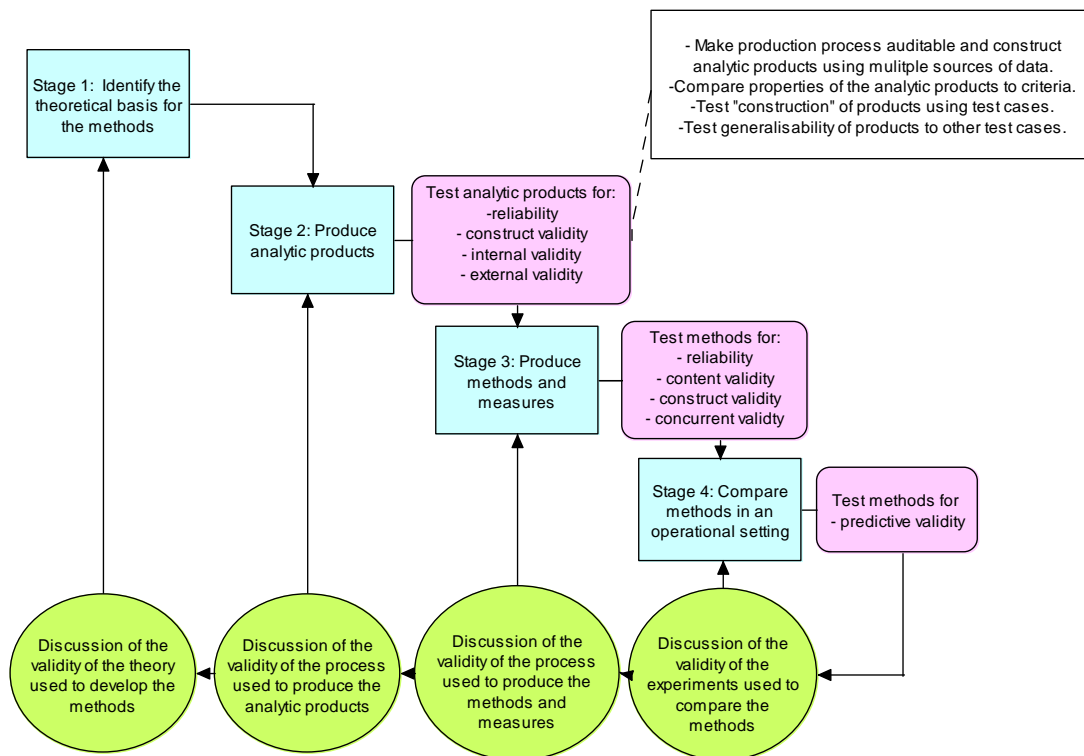 Stage 1: Identify the
theoretical basis for
the methods
- Make production process auditable and construct
analytic products using mulitple sources of data.
-Compare properties of the analytic products to criteria.
-Test "construction" of products using test cases.
-Test generalisability of products to other test cases.
Stage 2: Produce
analytic products
Test analytic products for:
-reliability
- construct validity
- internal validity
- external validity
Stage 3: Produce
methods and
measures
Test methods for:
- reliability
- content validity
- construct validity
- concurrent validty
Stage 4: Compare
methods in an
operational setting
Test methods for
- predictive validity
Discussion of the
validity of the theory
used to develop the
methods
Discussion of the
validity of the process
used to produce the
analytic products
Discussion of the
validity of the process
used to produce the
methods and
measures
Discussion of the
validity of the
experiments used to
compare the
methods